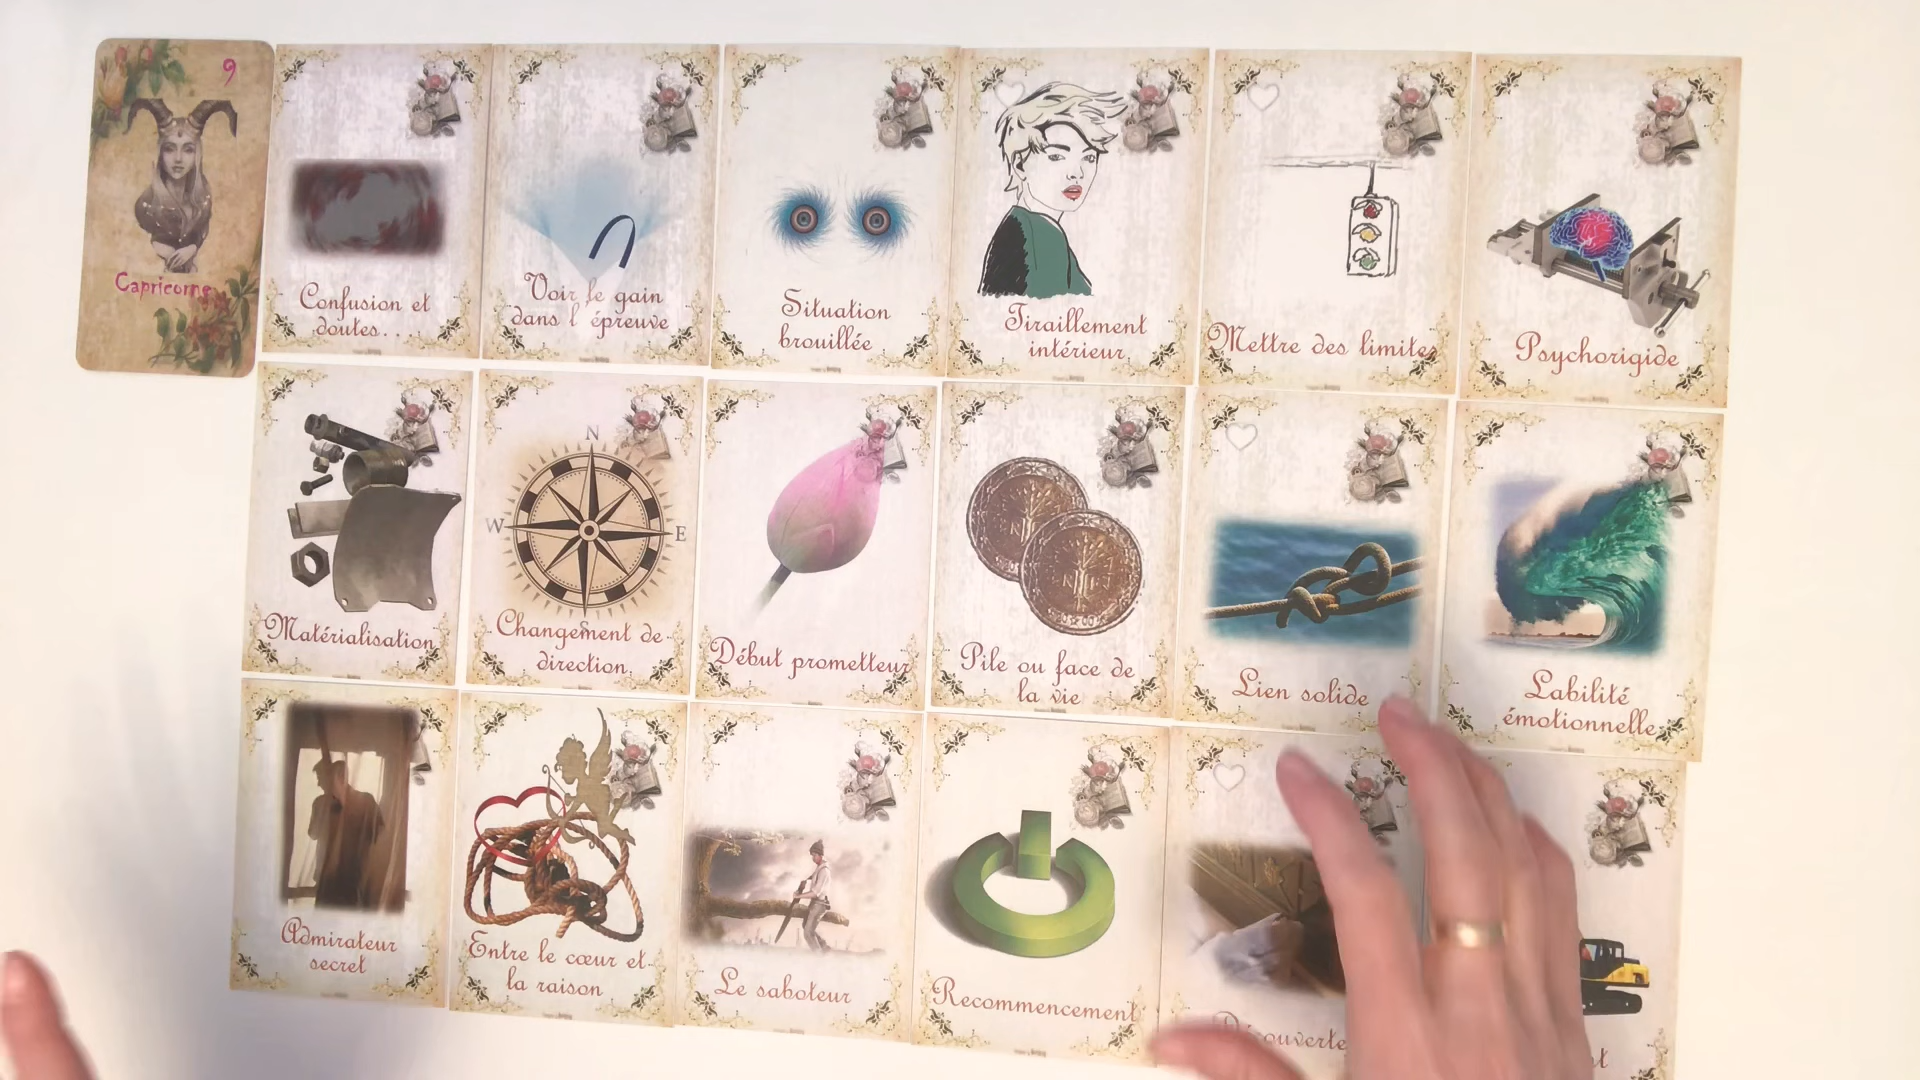 9
Capricorne
Confusion et
doutes...
Voir le gain
dans l'épreuve
Situation
brouillée
Tiraillement
intérieur
Mettre des limites
Psychorigide
Matérialisation
N
W
E
S
Changement de
direction
Début prometteur
Pile ou face de
la vie
Lien solide
Labilité
émotionnelle
Admirateur
secret
Entre le cœur et
la raison
Le saboteur
Recommencement
Découverte